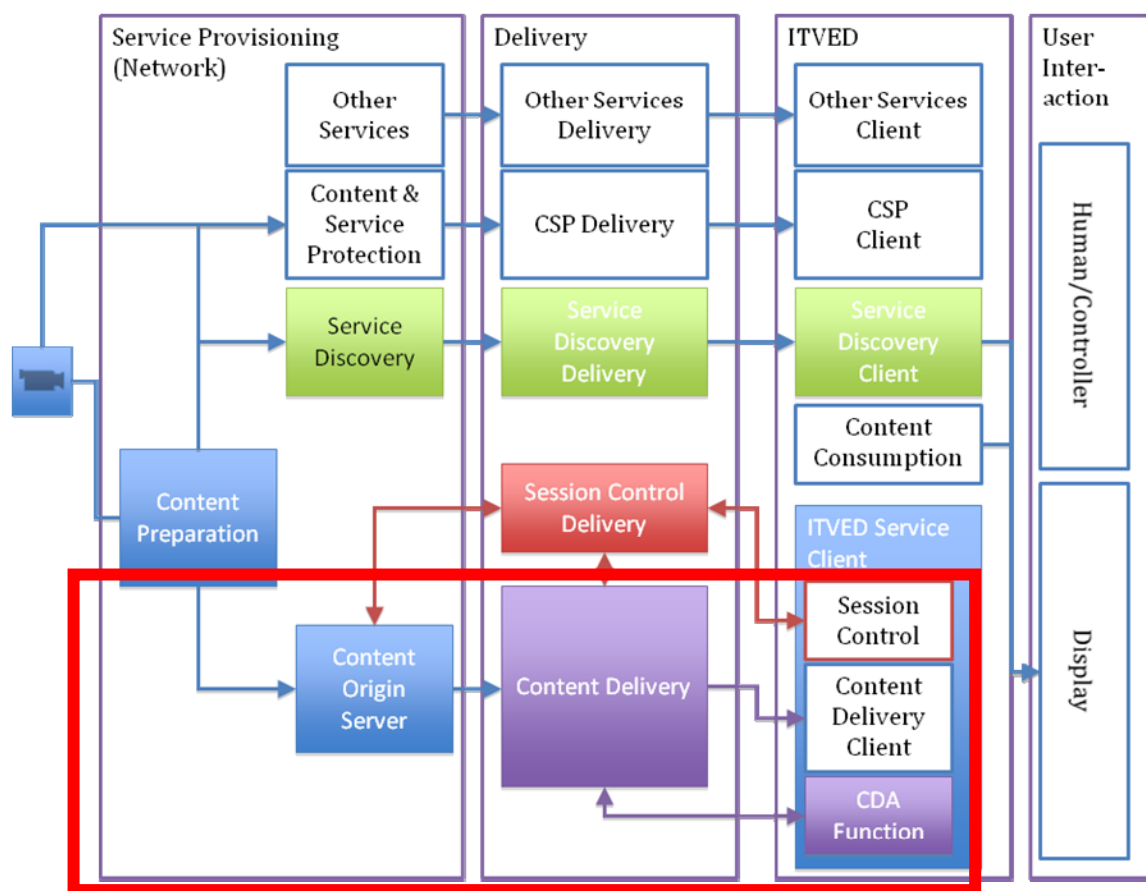 Service Provisioning
(Network)
Delivery
ITVED
User
Inter-
action
Other
Services
Other Services
Delivery
Other Services
Client
Content &
Service
Protection
CSP Delivery
CSP
Client
Service
Discovery
Service
Discovery
Delivery
Service
Discovery
Client
Human/Controller
Content
Consumption
Content
Preparation
Session Control
Delivery
ITVED Service
Client
Session
Control
Content
Origin
Server
Content Delivery
Content
Delivery
Client
Display
CDA
Function